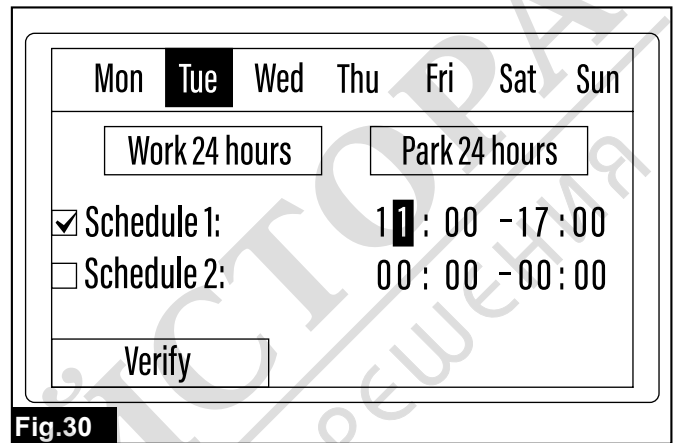 Mon Tue Wed Thu Fri Sat Sun
Work 24 hours Park 24 hours
Schedule 1: 11 : 00 -17 : 00
Schedule 2: 00 : 00 -00 : 00
Verify
Fig.30